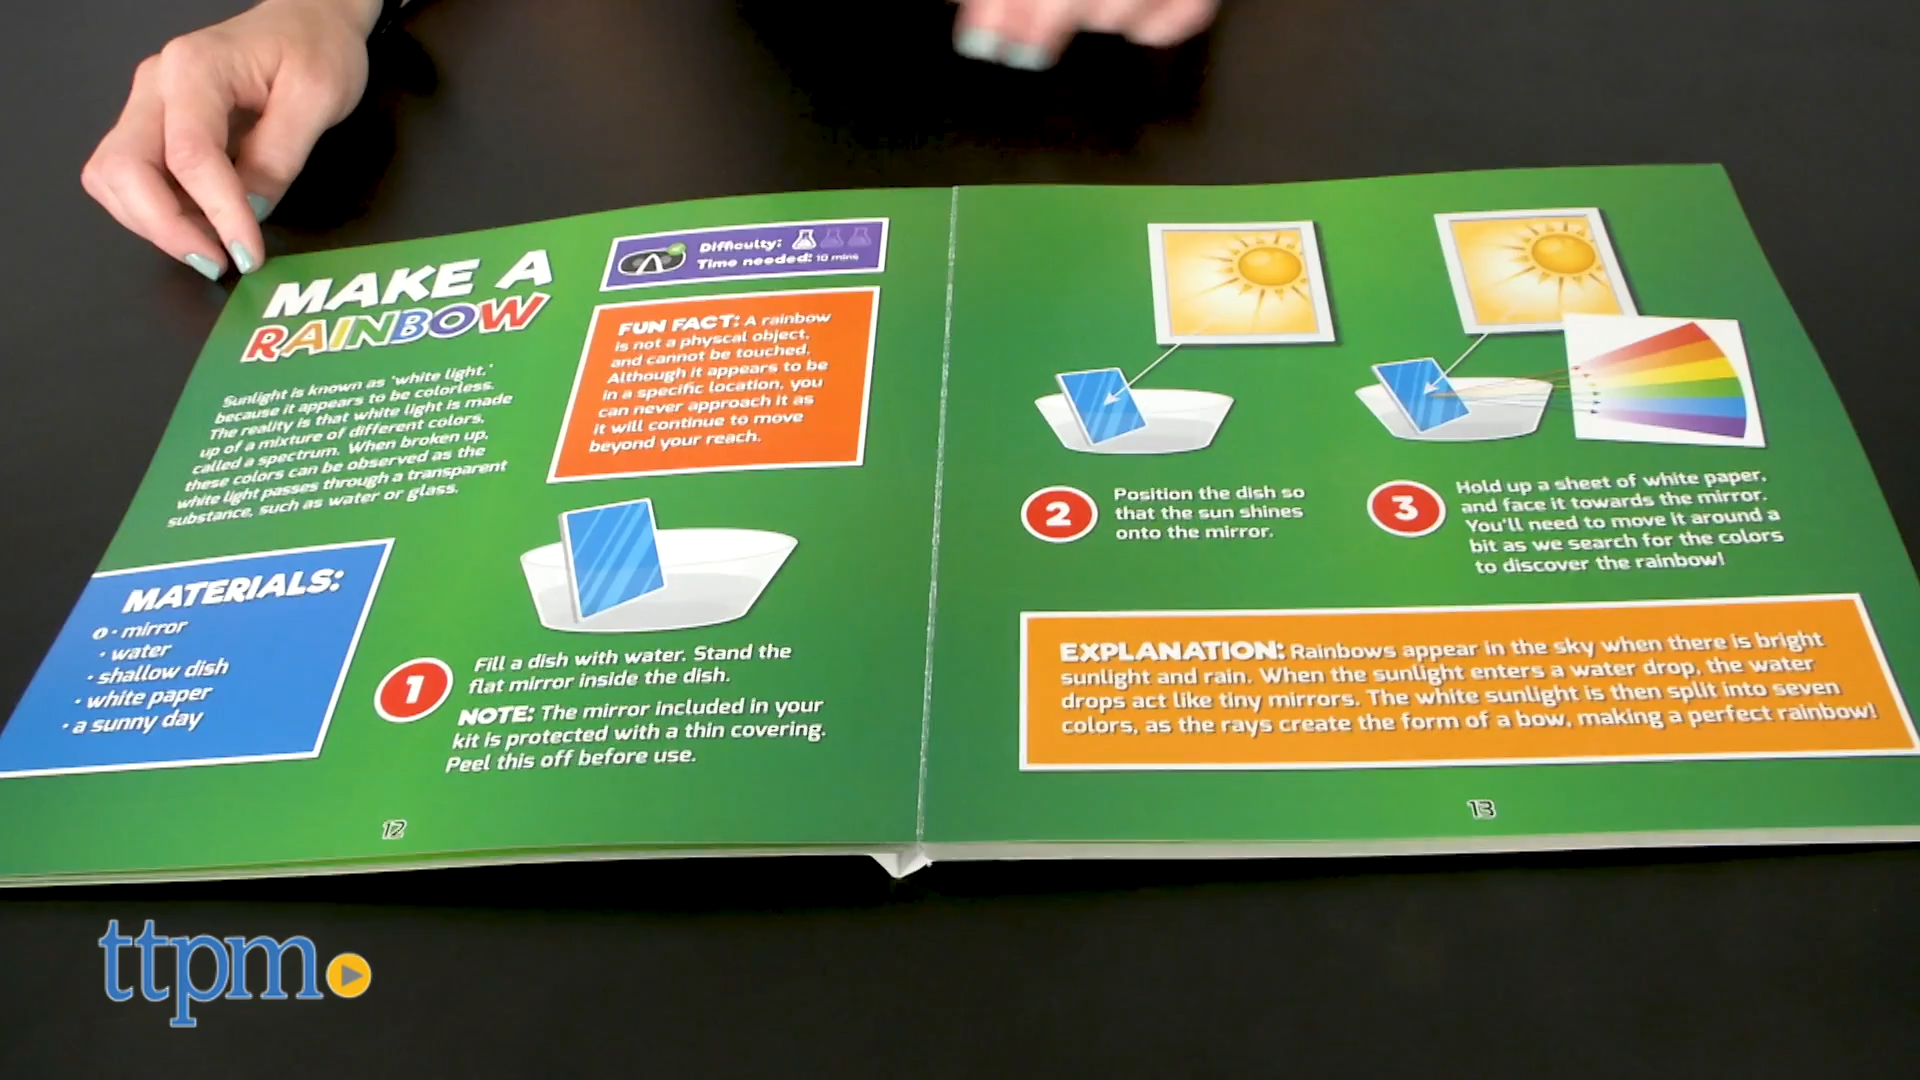 MAKE A
RAINBOW
Sunlight is known as 'white light,'
because it appears to be colorless.
The reality is that white light is made
up of a mixture of different colors,
called a spectrum. When broken up,
these colors can be observed as the
white light passes through a transparent
substance, such as water or glass.
Difficulty:
Time needed: 10 mins
FUN FACT: A rainbow
is not a physcal object,
and cannot be touched.
Although it appears to be
in a specific location, you
can never approach it as
it will continue to move
beyond your reach.
MATERIALS:
• mirror
• water
• shallow dish
• white paper
• a sunny day
1
Fill a dish with water. Stand the
flat mirror inside the dish.
NOTE: The mirror included in your
kit is protected with a thin covering.
Peel this off before use.
12
2
Position the dish so
that the sun shines
onto the mirror.
3
Hold up a sheet of white paper,
and face it towards the mirror.
You'll need to move it around a
bit as we search for the colors
to discover the rainbow!
EXPLANATION: Rainbows appear in the sky when there is bright
sunlight and rain. When the sunlight enters a water drop, the water
drops act like tiny mirrors. The white sunlight is then split into seven
colors, as the rays create the form of a bow, making a perfect rainbow!
13
ttpm